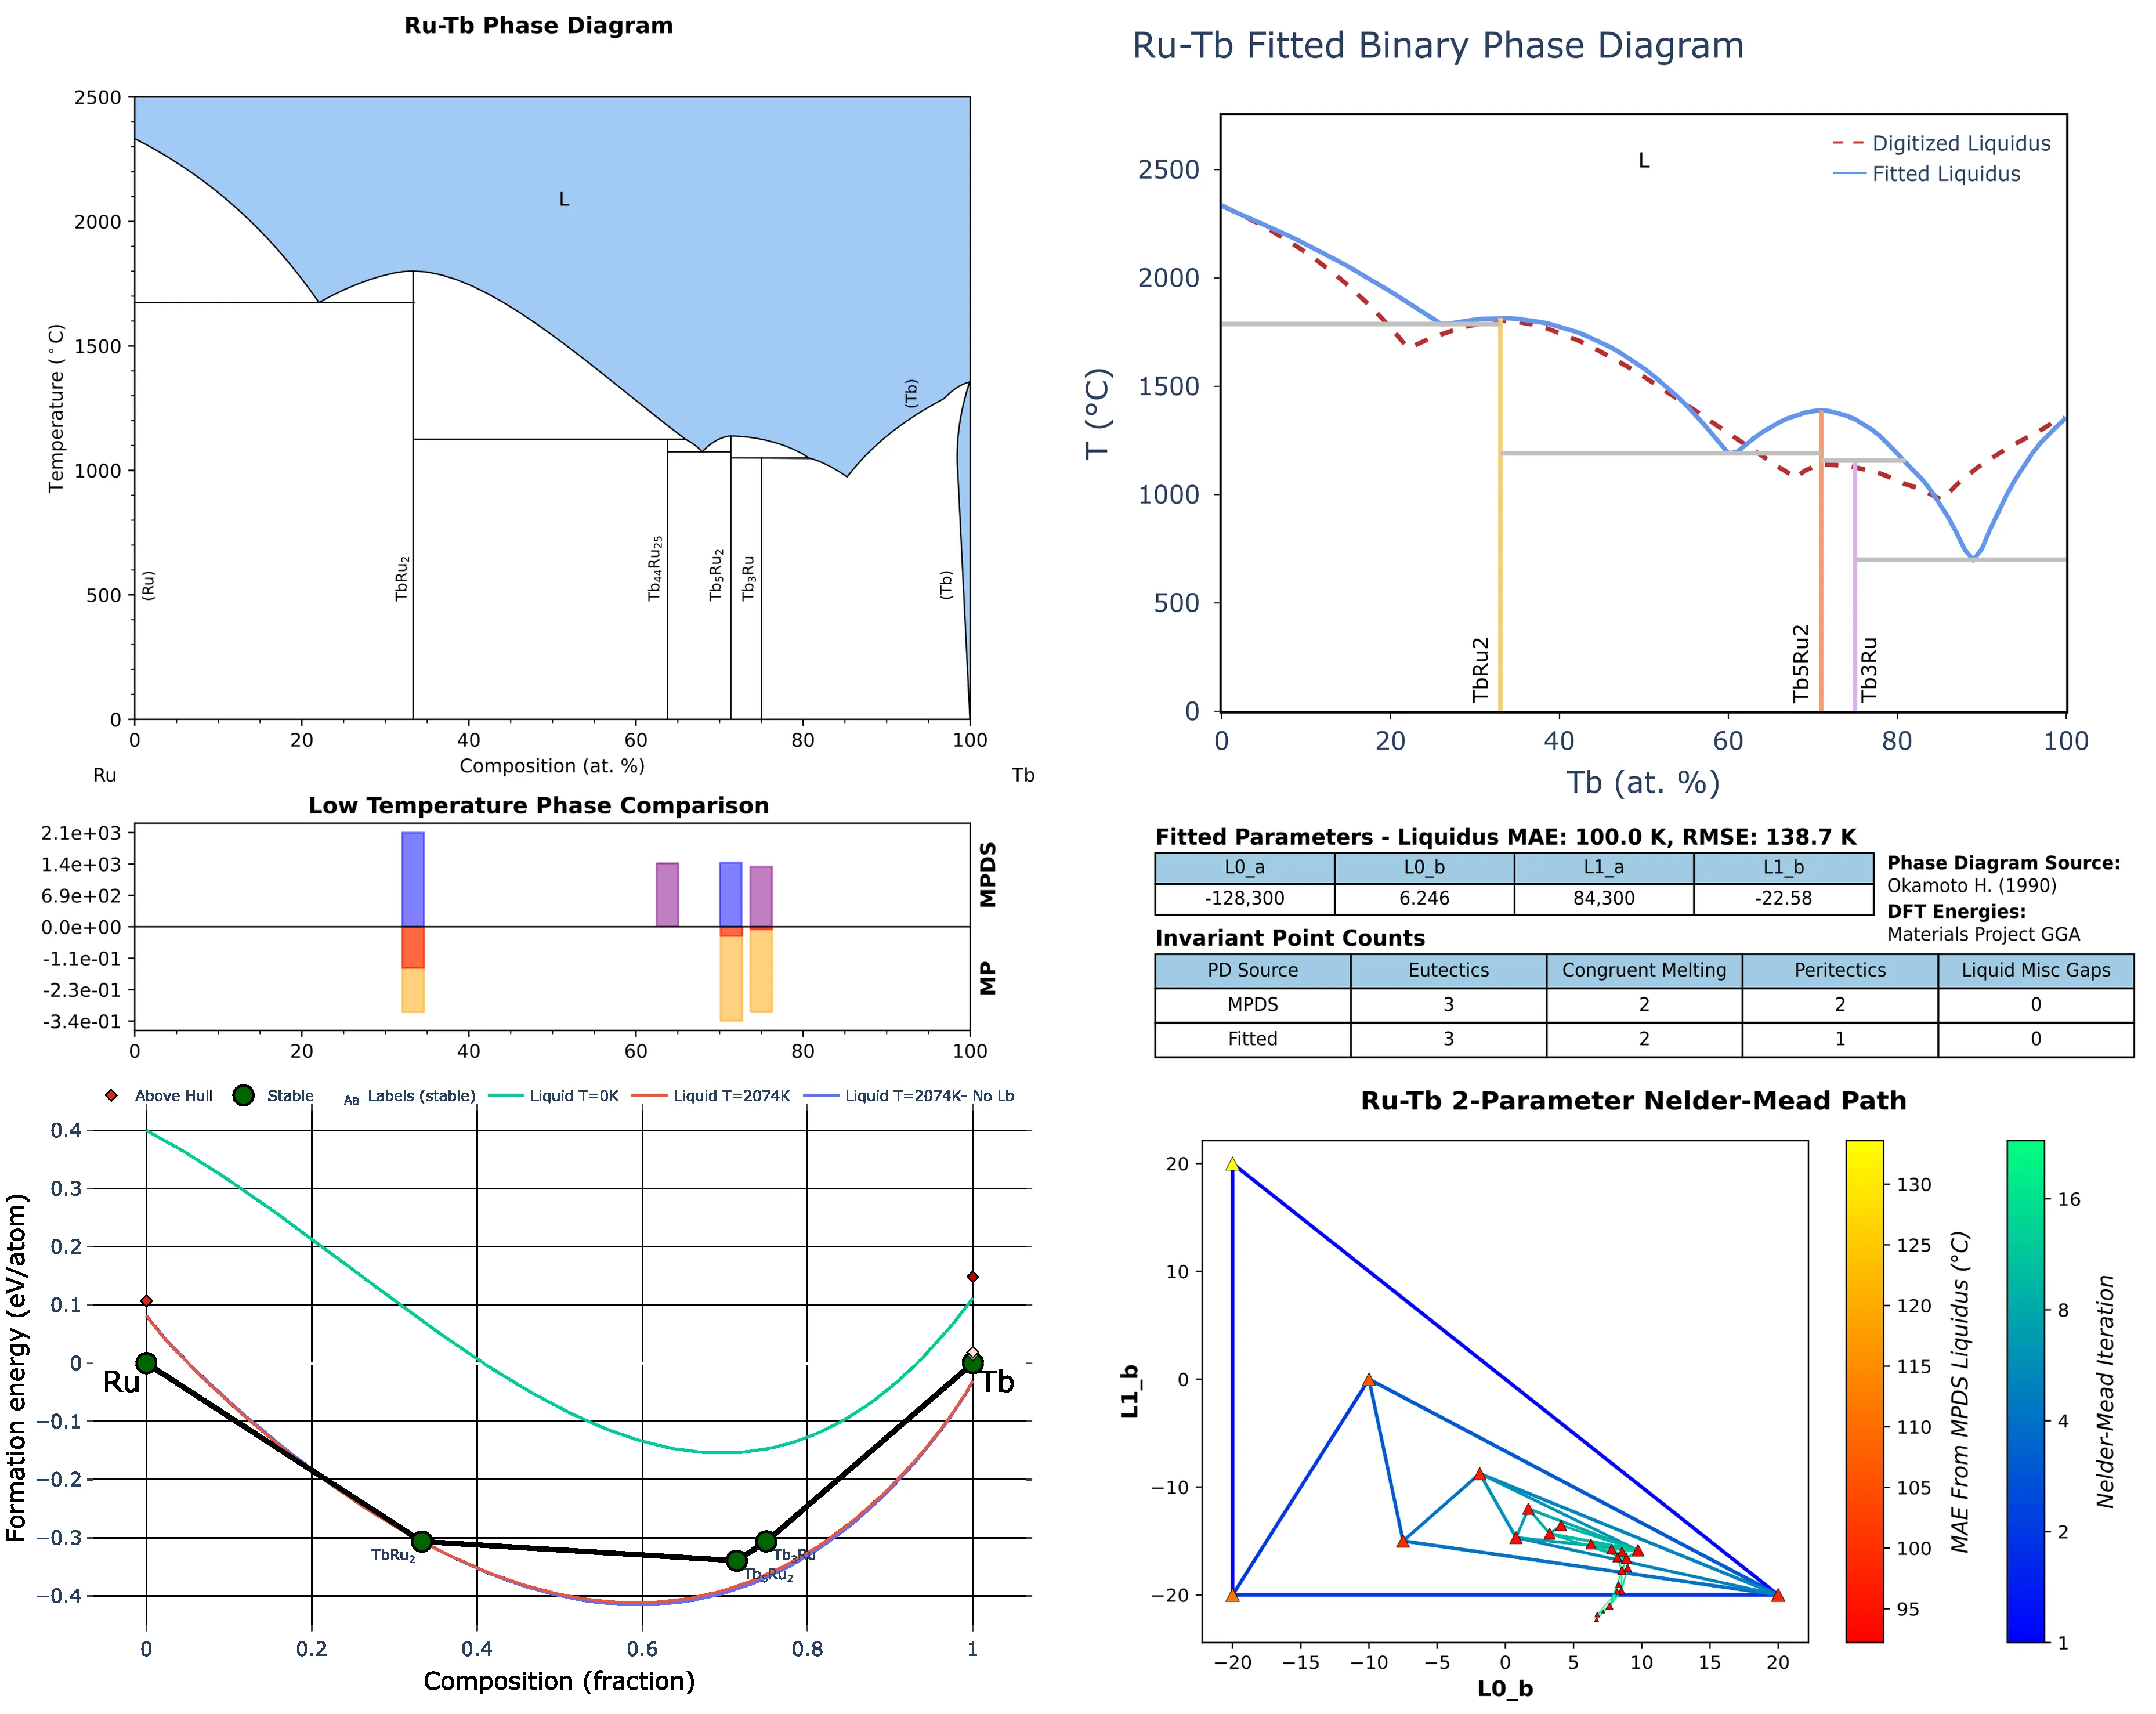 Ru-Tb Phase Diagram
2500
2000
1500
1000
500
0
Temperature (°C)
L
(Ru)
TbRu2
Tb44Ru25
Tb5Ru2
Tb3Ru
(Tb)
(Tb)
0 20 40 60 80 100
Composition (at. %)
Ru Tb
Ru-Tb Fitted Binary Phase Diagram
L
Digitized Liquidus
Fitted Liquidus
2500
2000
1500
1000
500
0
T (°C)
TbRu2
Tb5Ru2
Tb3Ru
0 20 40 60 80 100
Tb (at. %)
Low Temperature Phase Comparison
2.1e+03
1.4e+03
6.9e+02
0.0e+00
-1.1e-01
-2.3e-01
-3.4e-01
MPDS
MP
0 20 40 60 80 100
Fitted Parameters - Liquidus MAE: 100.0 K, RMSE: 138.7 K
L0_a L0_b L1_a L1_b
-128,300 6.246 84,300 -22.58
Phase Diagram Source:
Okamoto H. (1990)
DFT Energies:
Materials Project GGA
Invariant Point Counts
PD Source Eutectics Congruent Melting Peritectics Liquid Misc Gaps
MPDS 3 2 2 0
Fitted 3 2 1 0
Above Hull Stable Aa Labels (stable) Liquid T=0K Liquid T=2074K Liquid T=2074K- No Lb
0.4
0.3
0.2
0.1
0
−0.1
−0.2
−0.3
−0.4
Formation energy (eV/atom)
Ru
Tb
TbRu2
Tb3Ru
Tb5Ru2
0 0.2 0.4 0.6 0.8 1
Composition (fraction)
Ru-Tb 2-Parameter Nelder-Mead Path
20
10
0
−10
−20
L1_b
−20 −15 −10 −5 0 5 10 15 20
L0_b
130
125
120
115
110
105
100
95
MAE From MPDS Liquidus (°C)
16
8
4
2
1
Nelder-Mead Iteration